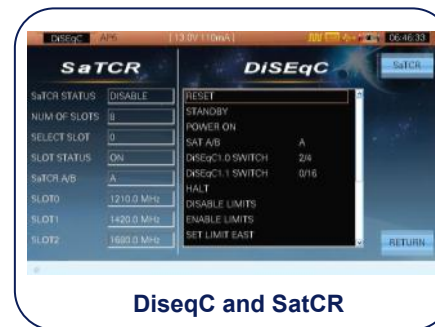 DiSEqC AP6 [ 13.0V 110mA ] 06:46:33
SaTCR
SaTCR STATUS DISABLE
NUM OF SLOTS 8
SELECT SLOT 0
SLOT STATUS ON
SaTCR A/B A
SLOT0 1210.0 MHz
SLOT1 1420.0 MHz
SLOT2 1680.0 MHz
DiSEqC
RESET
STANDBY
POWER ON
SAT A/B A
DiSEqC1.0 SWITCH 2/4
DiSEqC1.1 SWITCH 0/16
HALT
DISABLE LIMITS
ENABLE LIMITS
SET LIMIT EAST
SaTCR
RETURN
DiseqC and SatCR